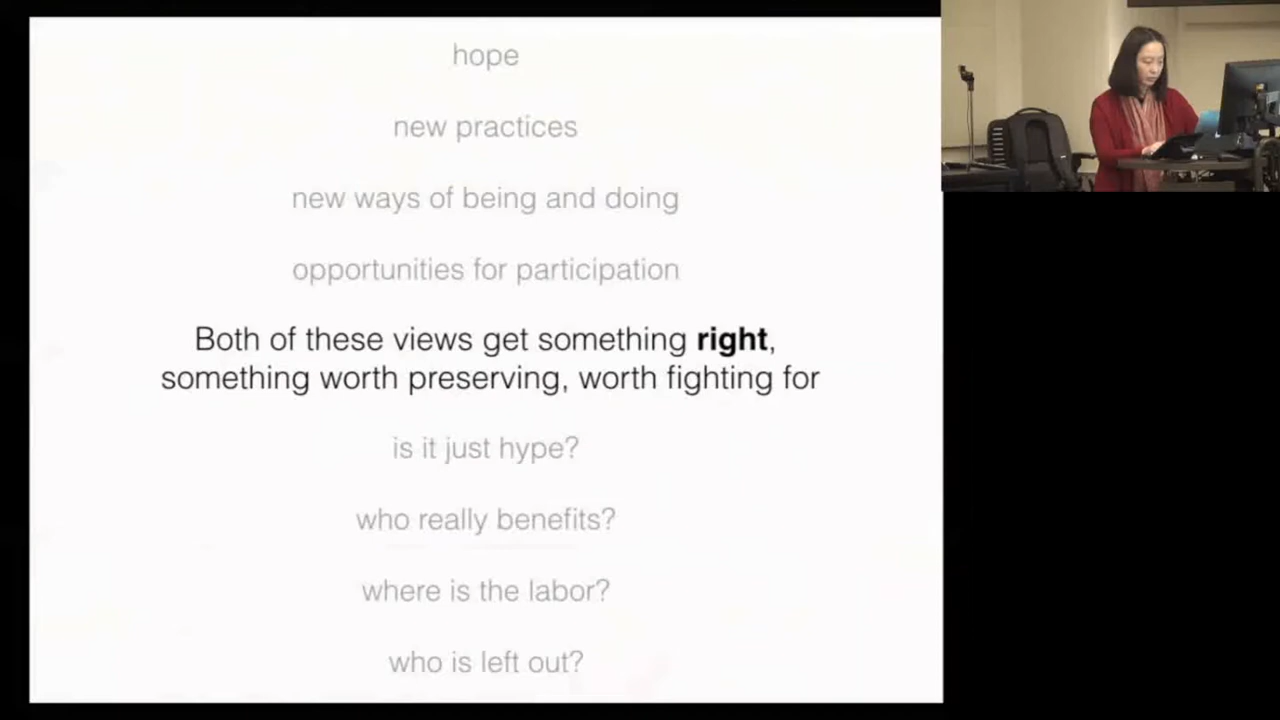 hope
new practices
new ways of being and doing
opportunities for participation
Both of these views get something right,
something worth preserving, worth fighting for
is it just hype?
who really benefits?
where is the labor?
who is left out?